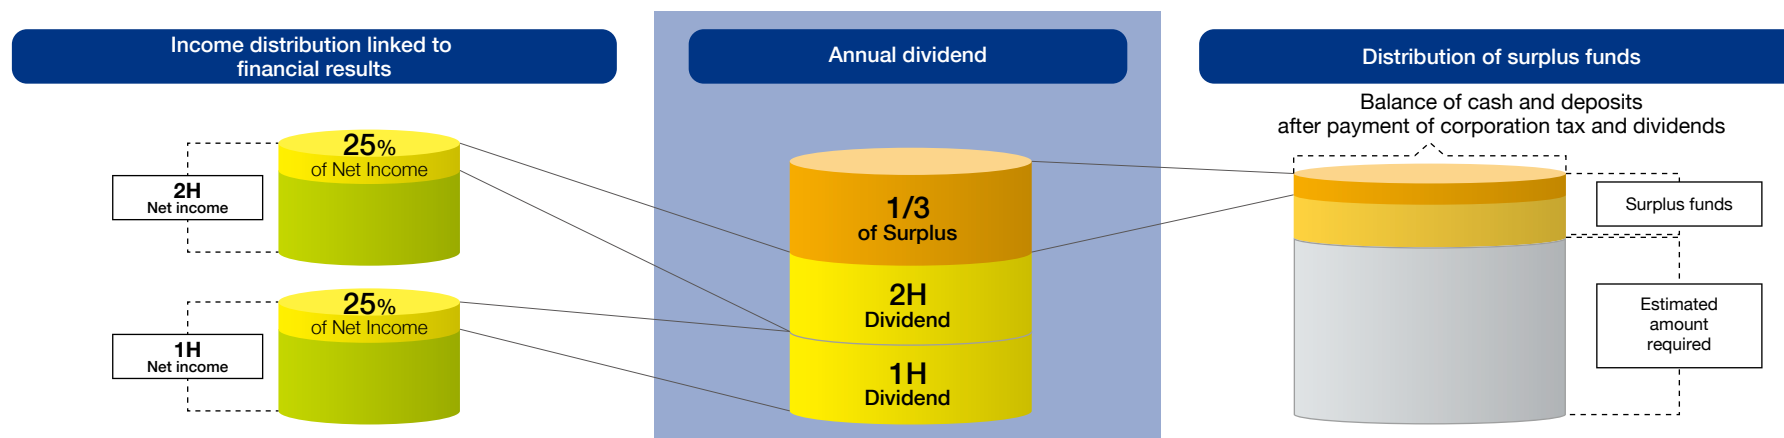 Income distribution linked to
financial results
25%
of Net Income
2H
Net income
25%
of Net Income
1H
Net income
Annual dividend
1/3
of Surplus
2H
Dividend
1H
Dividend
Distribution of surplus funds
Balance of cash and deposits
after payment of corporation tax and dividends
Surplus funds
Estimated
amount
required